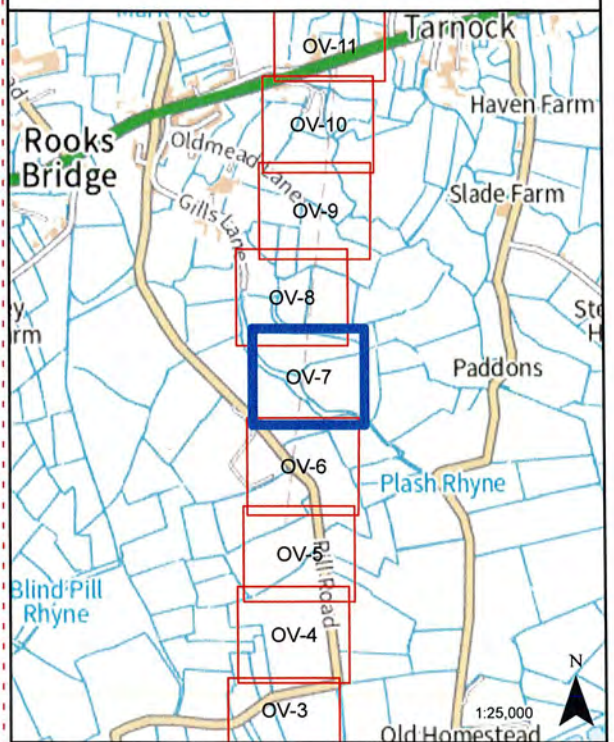 Tarnock
OV-11
Haven Farm
OV-10
Rooks
Bridge
Oldmead Lane
Slade Farm
OV-9
Gills Lane
OV-8
Paddons
OV-7
OV-6
Plash Rhyne
OV-5
Pill Road
Blind Pill
Rhyne
OV-4
N
OV-3
1:25,000
Old Homestead